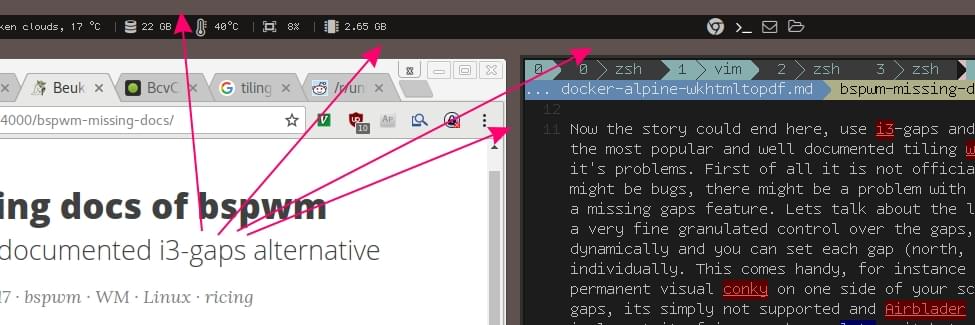 ken clouds, 17 °C | 22 GB 40°C 8% 2.65 GB
Beuk BcvC tiling /r/un
4000/bspwm-missing-docs/
10
ing docs of bspwm
documented i3-gaps alternative
17 · bspwm · WM · Linux · ricing
0 0 zsh 1 vim 2 zsh 3 zsh
... docker-alpine-wkhtmltopdf.md bspwm-missing-d
12
11 Now the story could end here, use i3-gaps and
the most popular and well documented tiling w
it's problems. First of all it is not officia
might be bugs, there might be a problem with
a missing gaps feature. Lets talk about the l
a very fine granulated control over the gaps,
dynamically and you can set each gap (north,
individually. This comes handy, for instance
permanent visual conky on one side of your sc
gaps, its simply not supported and Airblader